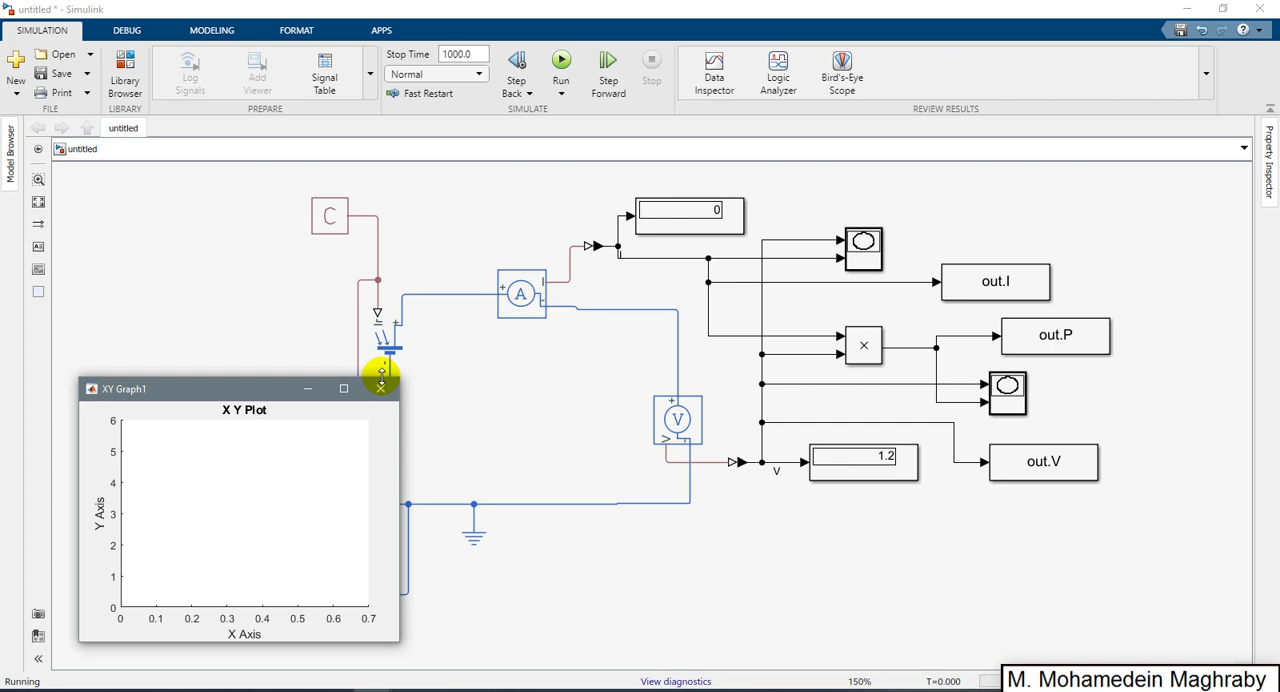 untitled * - Simulink
SIMULATION DEBUG MODELING FORMAT APPS
New
Open
Save
Print
FILE
Library Browser
LIBRARY
Log Signals
Add Viewer
Signal Table
PREPARE
Stop Time 1000.0
Normal
Fast Restart
Step Back
Run
Step Forward
Stop
SIMULATE
Data Inspector
Logic Analyzer
Bird's-Eye Scope
REVIEW RESULTS
Model Browser
Property Inspector
untitled
untitled
C
0
Ir
+
-
+ A I
-
out.I
×
out.P
+
V
V
-
V
1.2
out.V
XY Graph1
X Y Plot
6
5
4
3
2
1
0
Y Axis
0 0.1 0.2 0.3 0.4 0.5 0.6 0.7
X Axis
Running
View diagnostics
150%
T=0.000
M. Mohamedein Maghraby